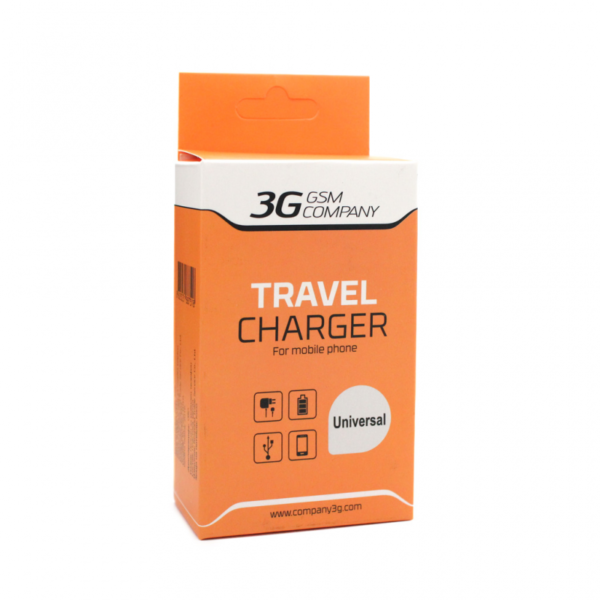 3G GSM
COMPANY
TRAVEL
CHARGER
For mobile phone
Universal
www.company3g.com